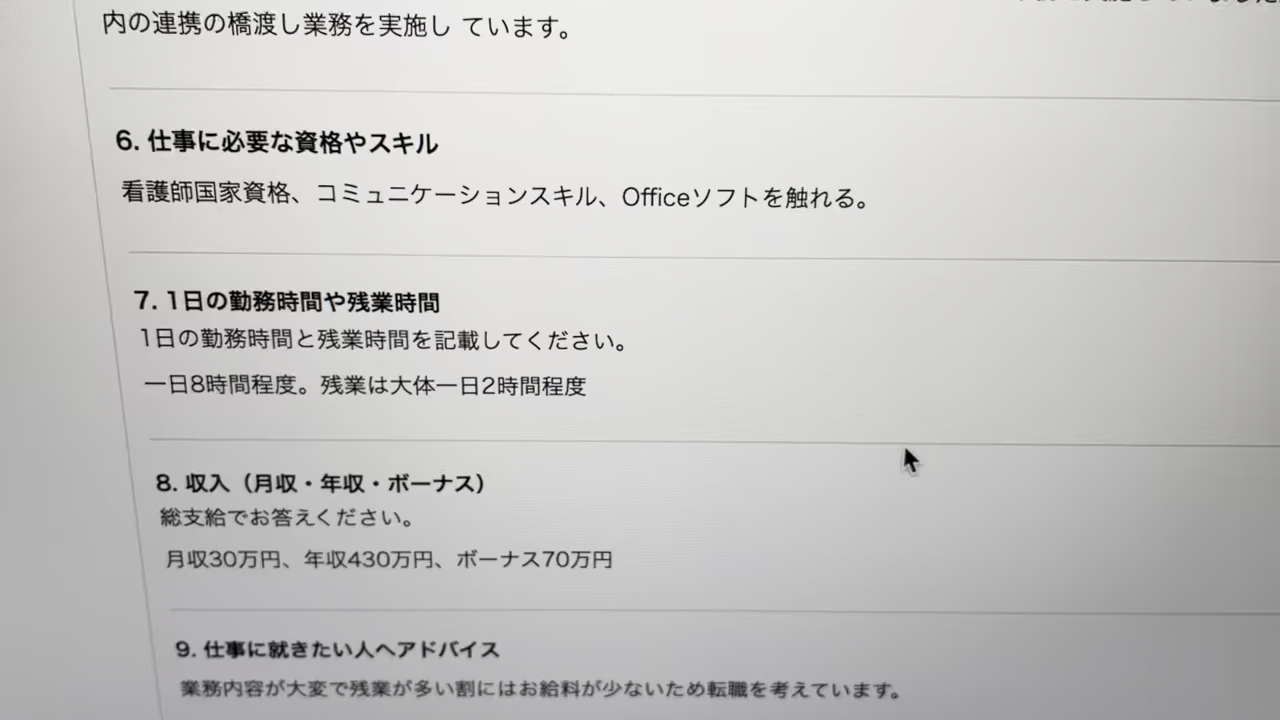 内の連携の橋渡し業務を実施し ています。
6. 仕事に必要な資格やスキル
看護師国家資格、コミュニケーションスキル、Officeソフトを触れる。
7. 1日の勤務時間や残業時間
1日の勤務時間と残業時間を記載してください。
一日8時間程度。残業は大体一日2時間程度
8. 収入（月収・年収・ボーナス）
総支給でお答えください。
月収30万円、年収430万円、ボーナス70万円
9. 仕事に就きたい人へアドバイス
業務内容が大変で残業が多い割にはお給料が少ないため転職を考えています。